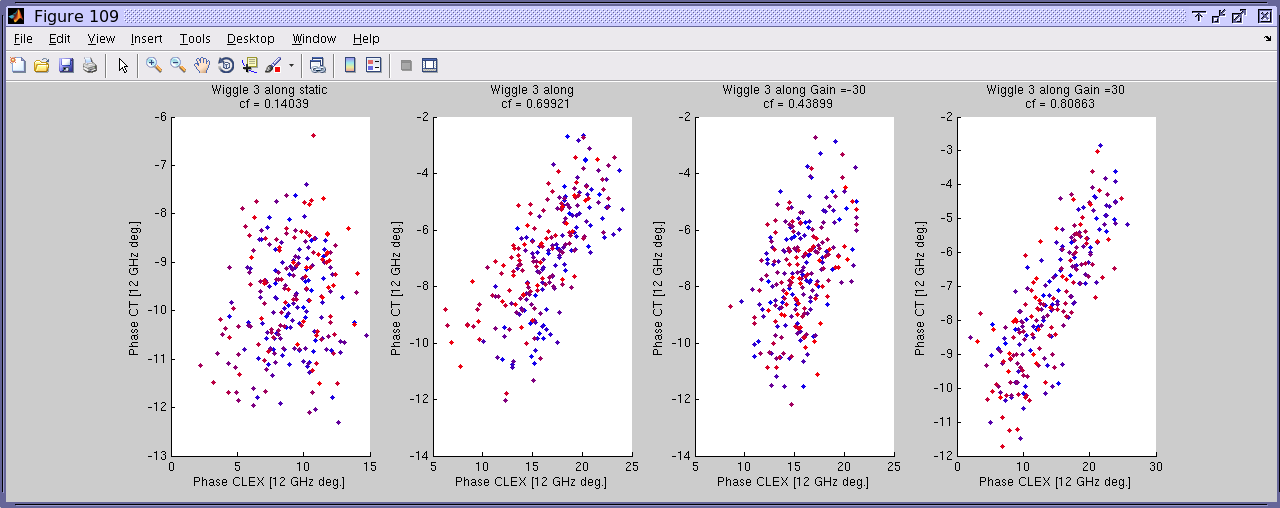 Figure 109
File Edit View Insert Tools Desktop Window Help
Wiggle 3 along static
cf = 0.14039
-6
-7
-8
-9
-10
-11
-12
-13
0 5 10 15
Phase CT [12 GHz deg.]
Phase CLEX [12 GHz deg.]
Wiggle 3 along
cf = 0.69921
-2
-4
-6
-8
-10
-12
-14
5 10 15 20 25
Phase CT [12 GHz deg.]
Phase CLEX [12 GHz deg.]
Wiggle 3 along Gain =-30
cf = 0.43899
-2
-4
-6
-8
-10
-12
-14
5 10 15 20 25
Phase CT [12 GHz deg.]
Phase CLEX [12 GHz deg.]
Wiggle 3 along Gain =30
cf = 0.80863
-2
-3
-4
-5
-6
-7
-8
-9
-10
-11
-12
0 10 20 30
Phase CT [12 GHz deg.]
Phase CLEX [12 GHz deg.]